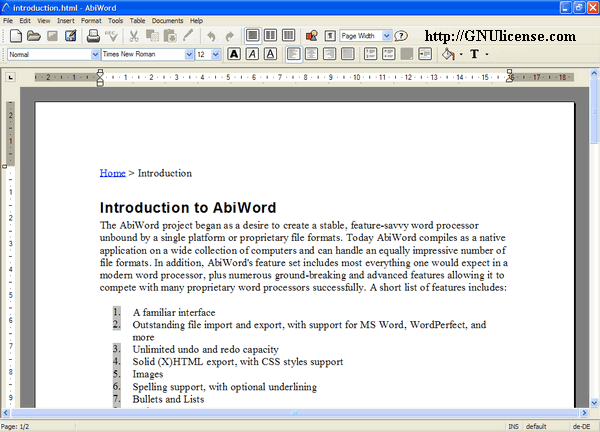 introduction.html - AbiWord
File Edit View Insert Format Tools Table Documents Help
Page Width
http://GNUlicense.com
Normal Times New Roman 12
Home > Introduction
Introduction to AbiWord
The AbiWord project began as a desire to create a stable, feature-savvy word processor
unbound by a single platform or proprietary file formats. Today AbiWord compiles as a native
application on a wide collection of computers and can handle an equally impressive number of
file formats. In addition, AbiWord's feature set includes most everything one would expect in a
modern word processor, plus numerous ground-breaking and advanced features allowing it to
compete with many proprietary word processors successfully. A short list of features includes:
1. A familiar interface
2. Outstanding file import and export, with support for MS Word, WordPerfect, and
more
3. Unlimited undo and redo capacity
4. Solid (X)HTML export, with CSS styles support
5. Images
6. Spelling support, with optional underlining
7. Bullets and Lists
Page: 1/2 INS default de-DE